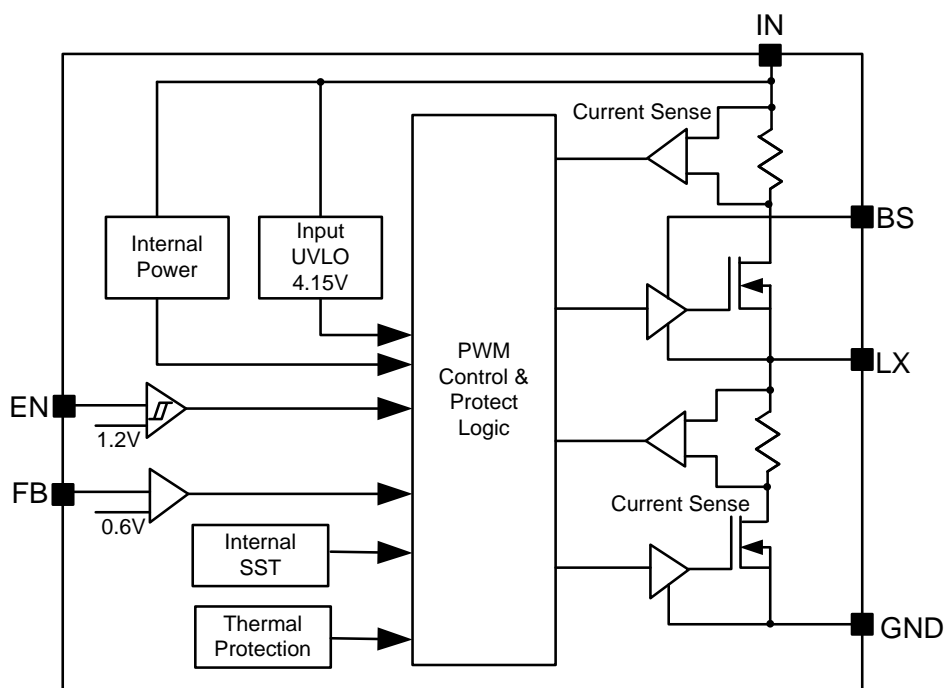 IN
Current Sense
BS
Internal
Power
Input
UVLO
4.15V
PWM
Control &
Protect
Logic
LX
EN
1.2V
FB
0.6V
Current Sense
Internal
SST
Thermal
Protection
GND